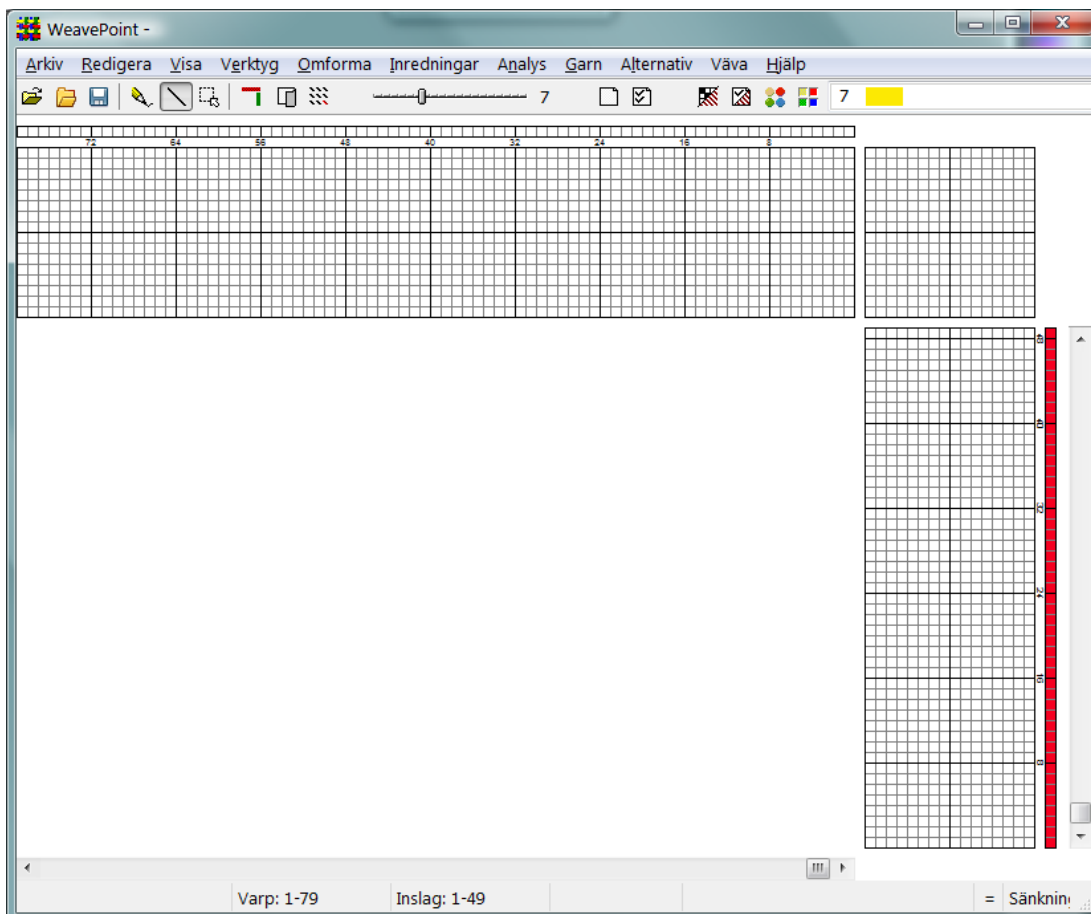 WeavePoint -
Arkiv Redigera Visa Verktyg Omforma Inredningar Analys Garn Alternativ Väva Hjälp
7 7
72 64 56 48 40 32 24 16 8
48
40
32
24
16
8
Varp: 1-79 Inslag: 1-49 = Sänkning